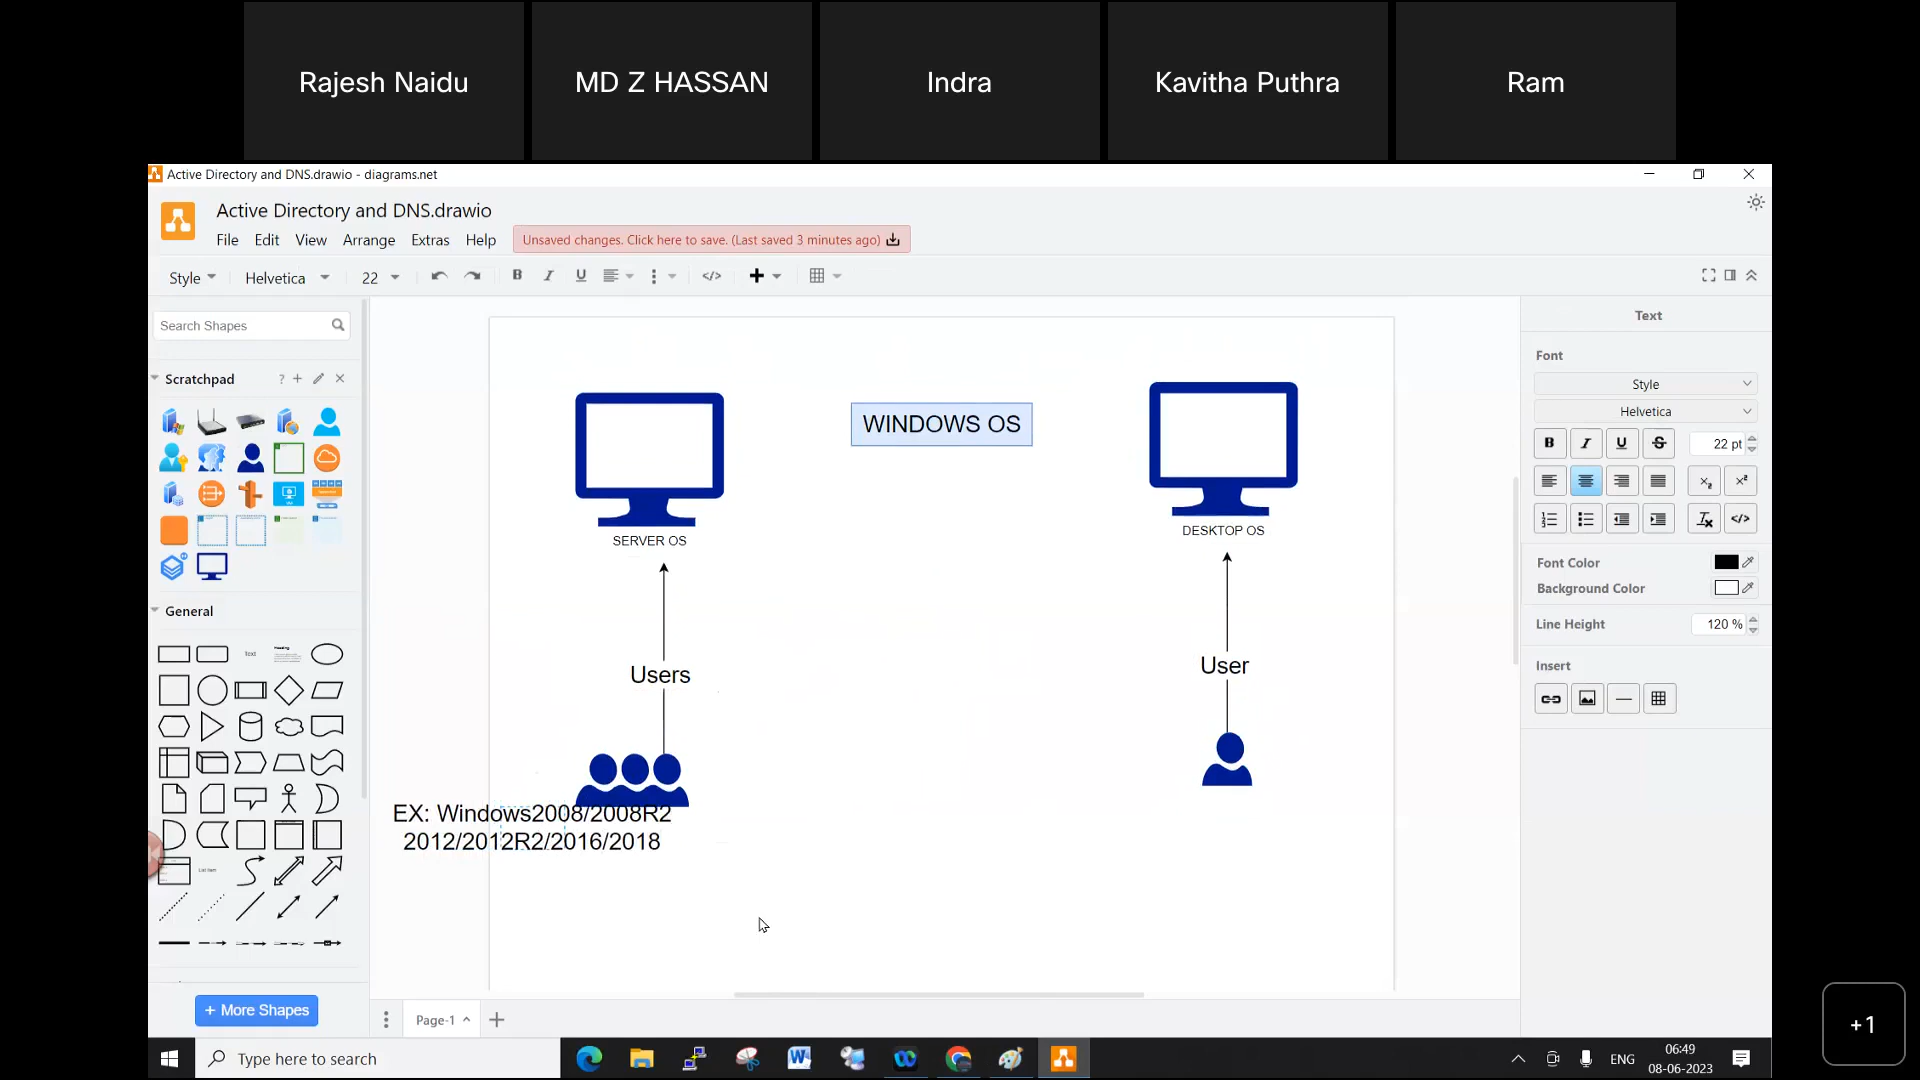 Rajesh Naidu
MD Z HASSAN
Indra
Kavitha Puthra
Ram
Active Directory and DNS.drawio - diagrams.net
Active Directory and DNS.drawio
File Edit View Arrange Extras Help
Unsaved changes. Click here to save. (Last saved 3 minutes ago)
Style Helvetica 22 B I U
Search Shapes
Scratchpad
? + 
General
Text
Heading
List Item
+ More Shapes
WINDOWS OS
SERVER OS
DESKTOP OS
Users
User
EX: Windows2008/2008R2
2012/2012R2/2016/2018
Page-1
Text
Font
Style
Helvetica
B I U S 22 pt
Font Color
Background Color
Line Height 120 %
Insert
Type here to search
ENG
06:49
08-06-2023
+1